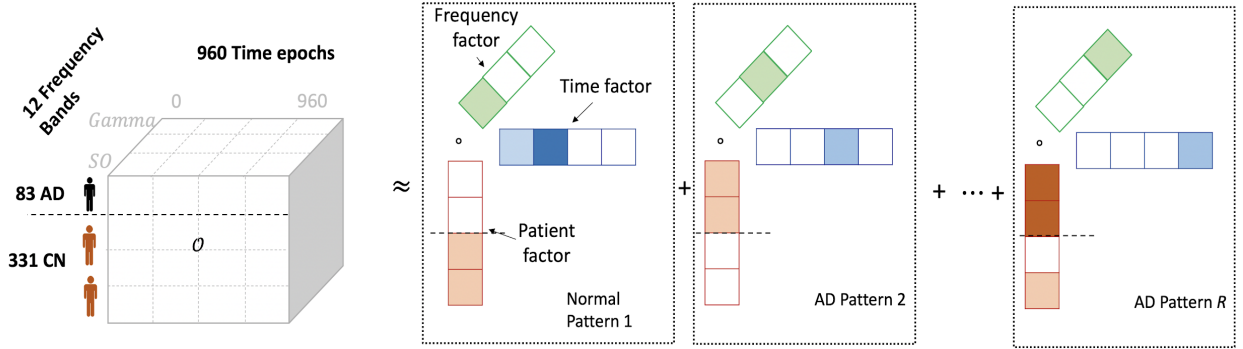 12 Frequency
Bands
960 Time epochs
0
960
Gamma
SO
83 AD
331 CN
𝒪
≈
Frequency
factor
Time factor
∘
Patient
factor
Normal
Pattern 1
+
∘
AD Pattern 2
+ ··· +
∘
AD Pattern R